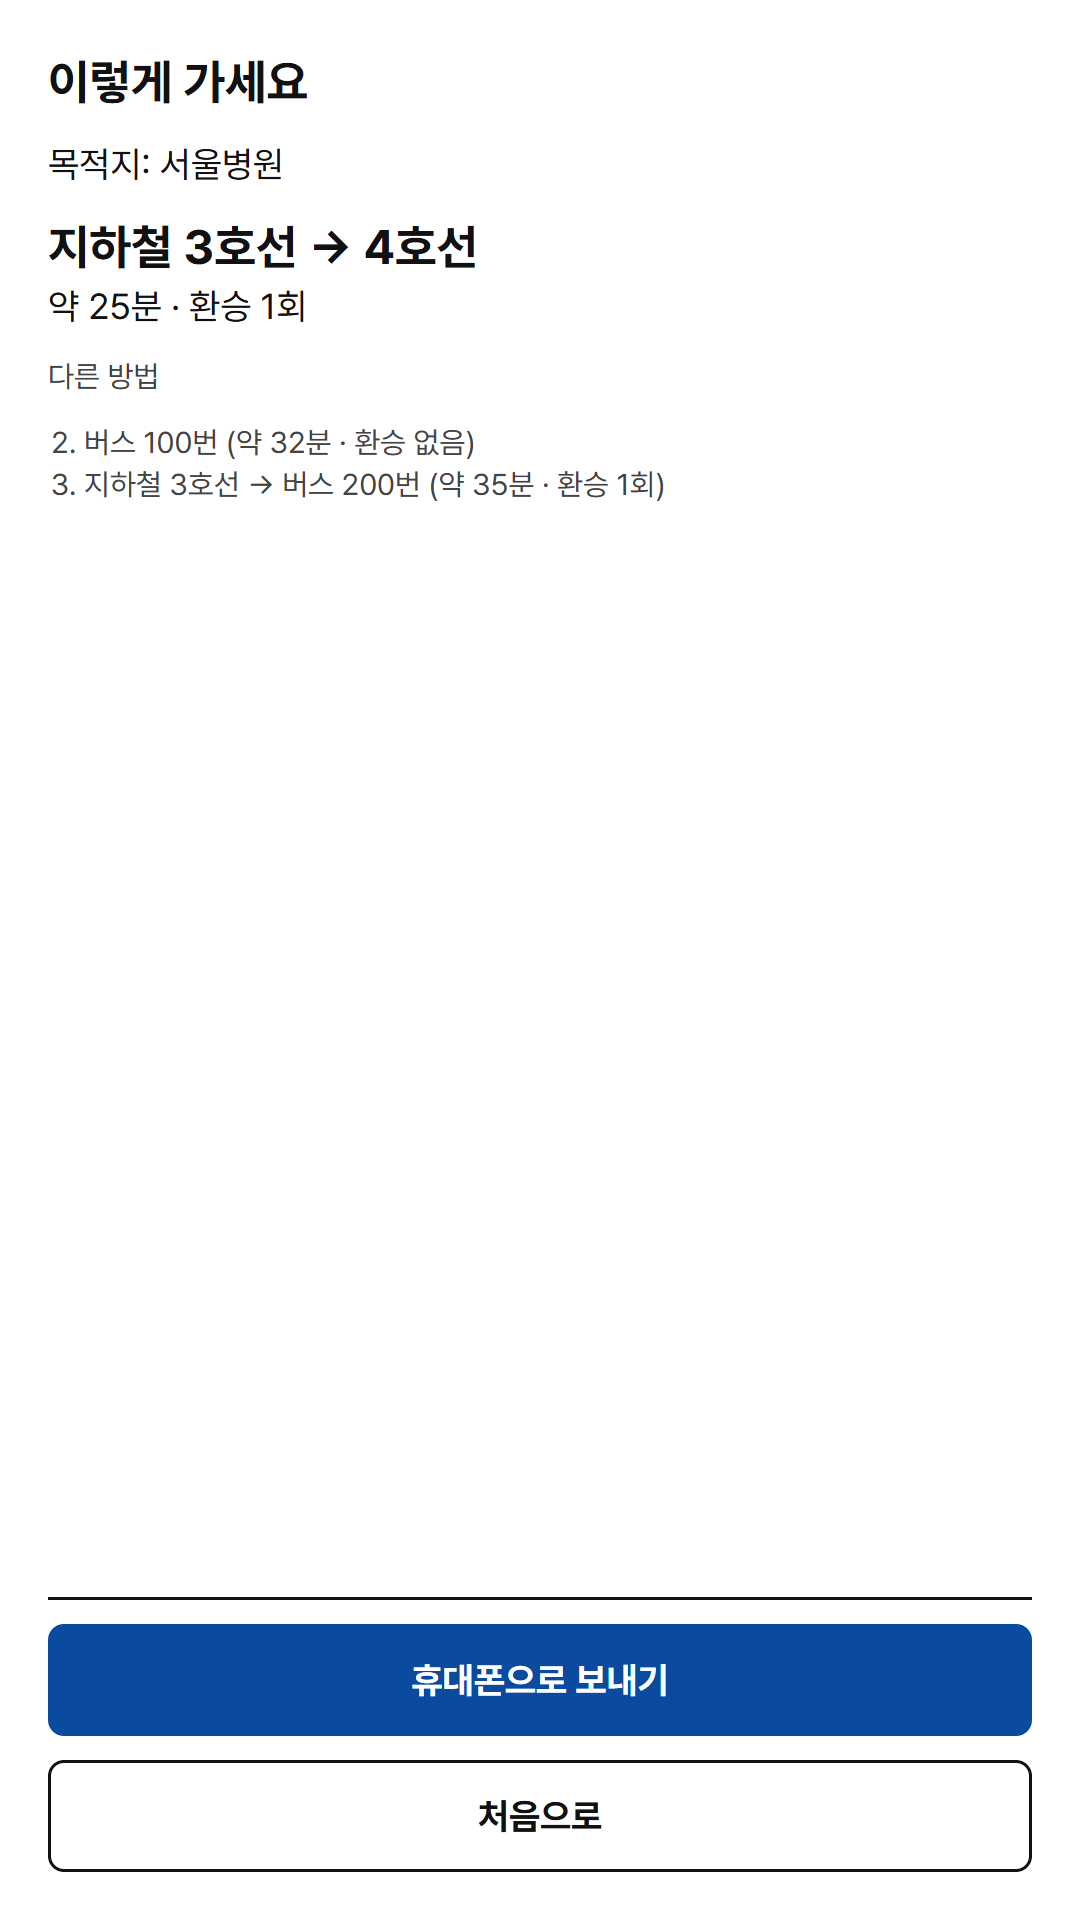 이렇게 가세요
목적지: 서울병원
지하철 3호선 → 4호선
약 25분 · 환승 1회
다른 방법
2. 버스 100번 (약 32분 · 환승 없음)
3. 지하철 3호선 → 버스 200번 (약 35분 · 환승 1회)
휴대폰으로 보내기
처음으로